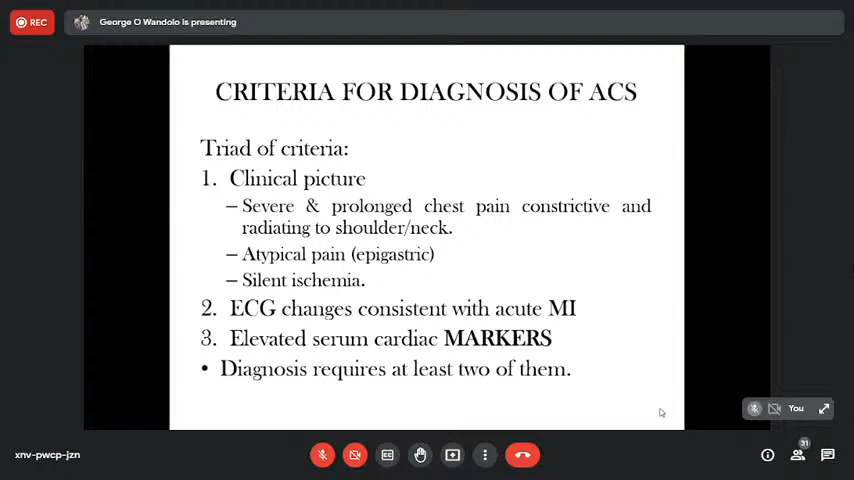 REC
George O Wandolo is presenting
CRITERIA FOR DIAGNOSIS OF ACS
Triad of criteria:
1. Clinical picture
– Severe & prolonged chest pain constrictive and
radiating to shoulder/neck.
– Atypical pain (epigastric)
– Silent ischemia.
2. ECG changes consistent with acute MI
3. Elevated serum cardiac MARKERS
• Diagnosis requires at least two of them.
You
xnv-pwcp-jzn
31